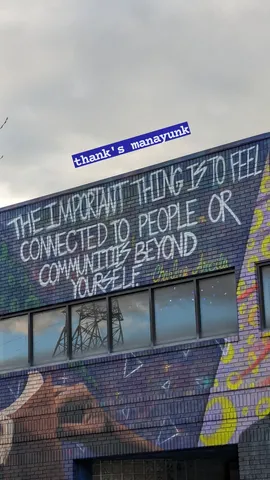 thank's manayunk
THE IMPORTANT THING IS TO FEEL
CONNECTED TO PEOPLE OR
COMMUNITIES BEYOND
YOURSELF.